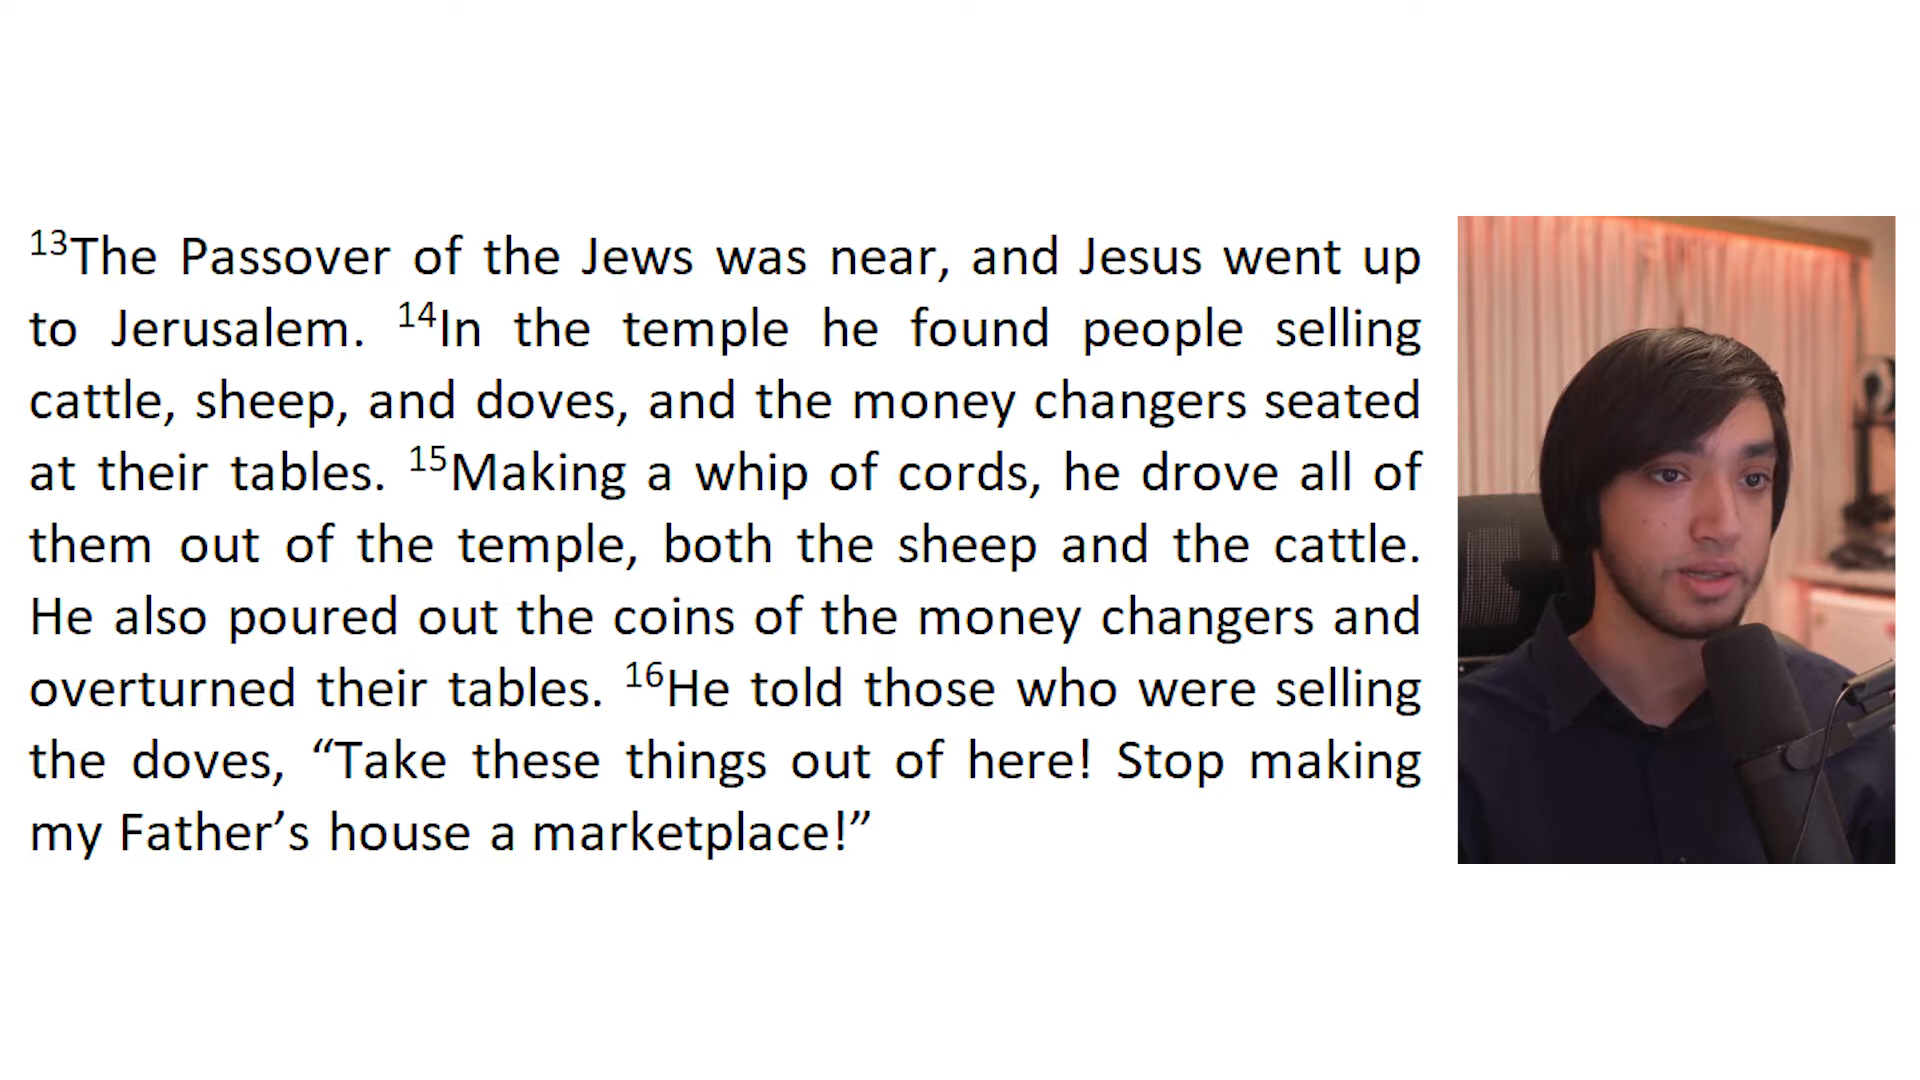 13The Passover of the Jews was near, and Jesus went up
to Jerusalem. 14In the temple he found people selling
cattle, sheep, and doves, and the money changers seated
at their tables. 15Making a whip of cords, he drove all of
them out of the temple, both the sheep and the cattle.
He also poured out the coins of the money changers and
overturned their tables. 16He told those who were selling
the doves, “Take these things out of here! Stop making
my Father’s house a marketplace!”